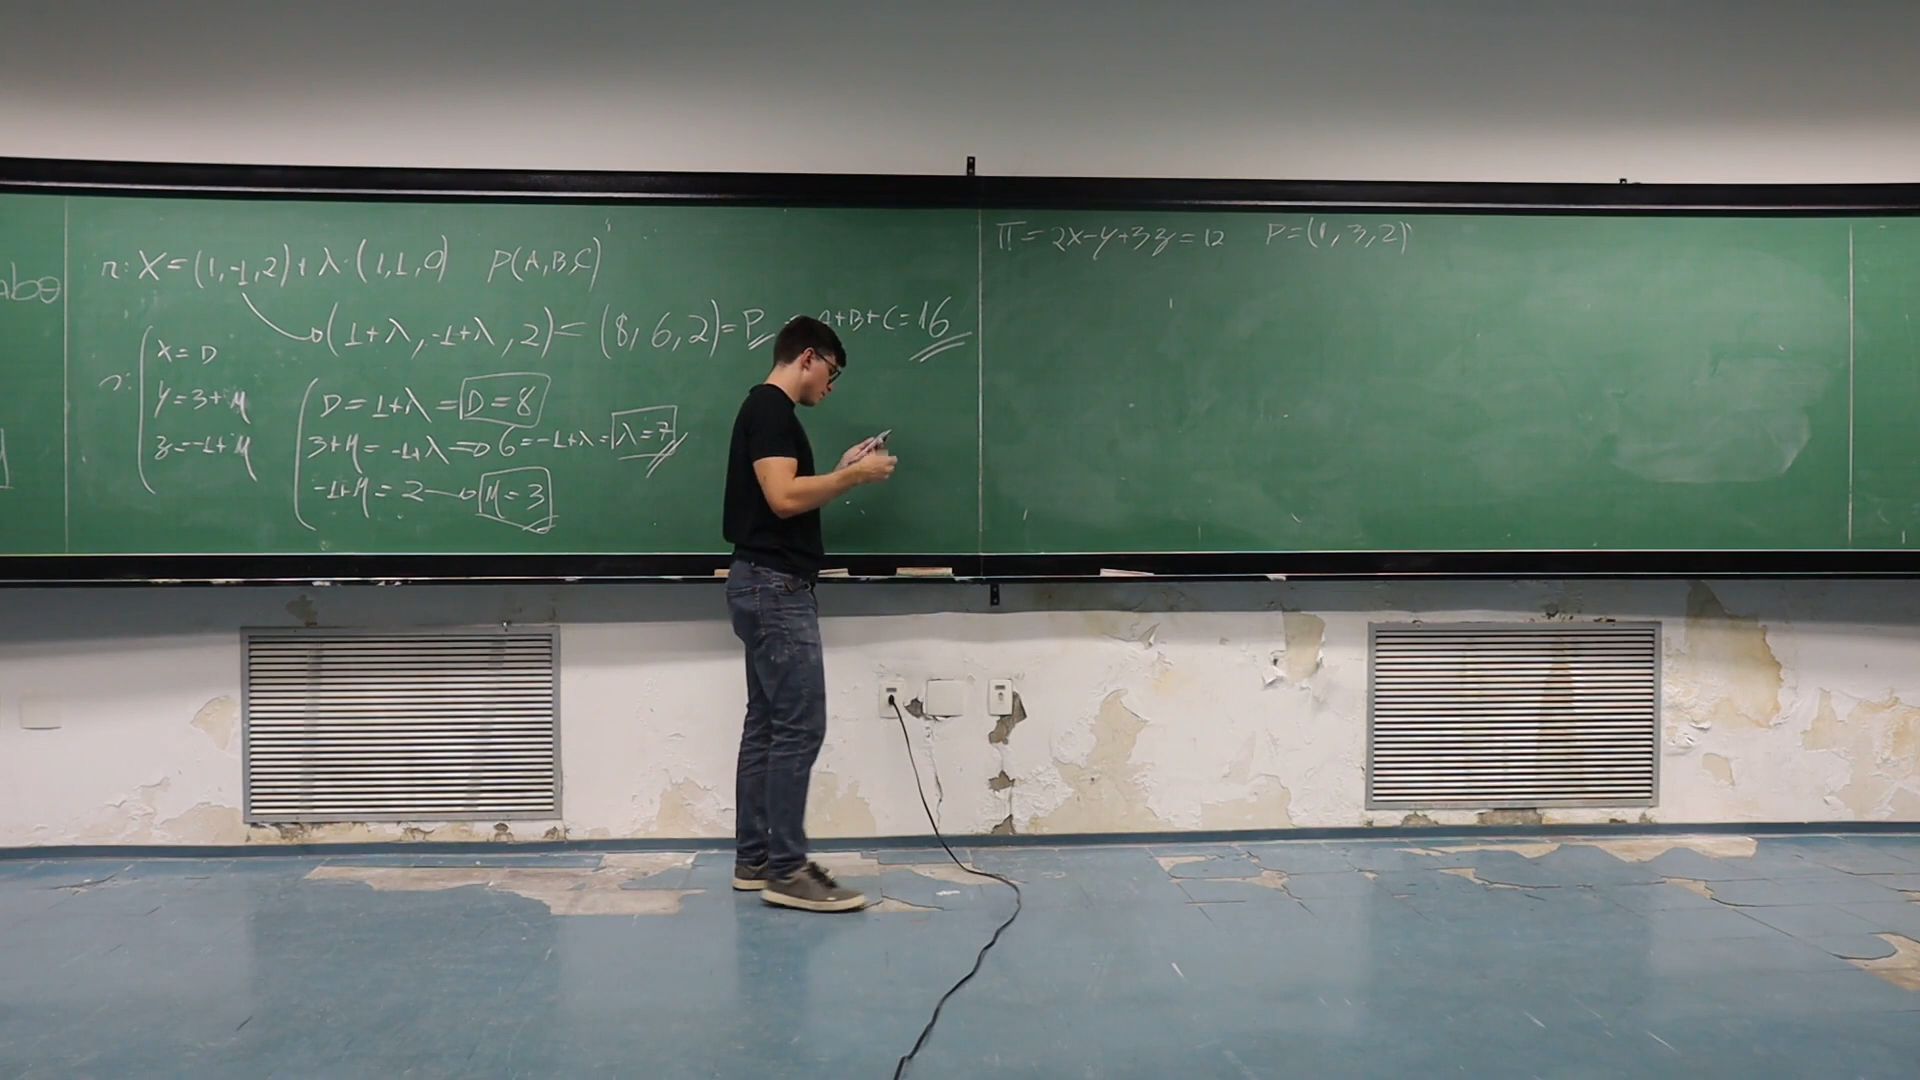 abo
r: X = (1, -1, 2) + λ·(1, 1, 0) P(A, B, C)
(1+λ, -1+λ, 2) = (8, 6, 2) = P A+B+C = 16
s: X = D
y = 3+M
z = -1+M
D = 1+λ = D = 8
3+M = -1+λ ⇒ 6 = -1+λ = λ = 7
-1+M = 2 → M = 3
π = 2x-y+3z = 12 P = (1, 3, 2)